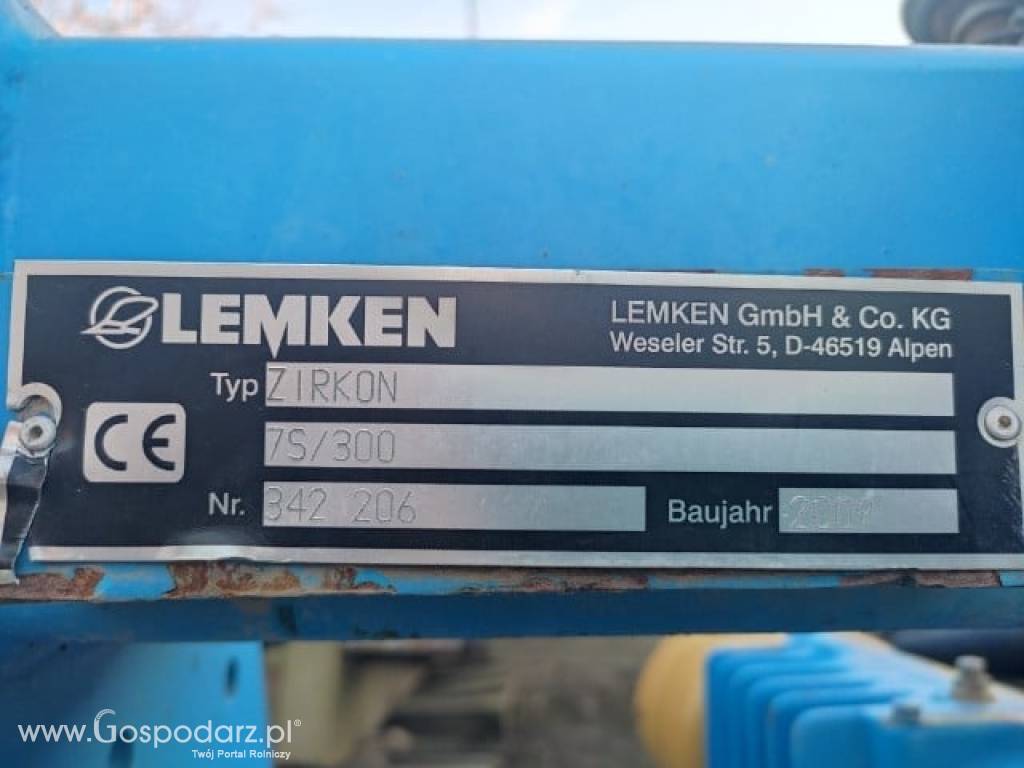 LEMKEN
LEMKEN GmbH & Co. KG
Weseler Str. 5, D-46519 Alpen
Typ ZIRKON
CE
7S/300
Nr. 342 206 Baujahr
www.Gospodarz.pl®
Twój Portal Rolniczy